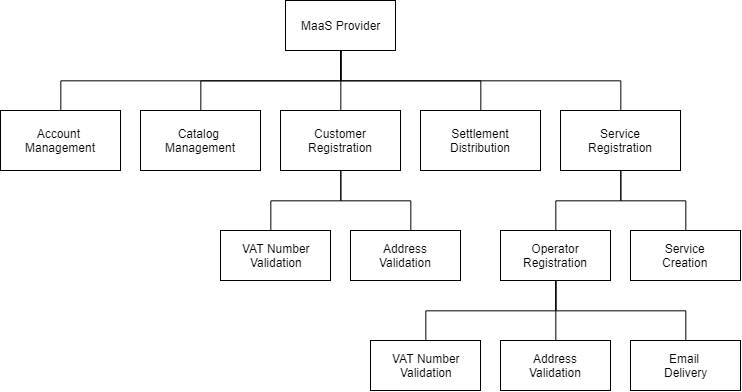 MaaS Provider
Account
Management
Catalog
Management
Customer
Registration
Settlement
Distribution
Service
Registration
VAT Number
Validation
Address
Validation
Operator
Registration
Service
Creation
VAT Number
Validation
Address
Validation
Email
Delivery